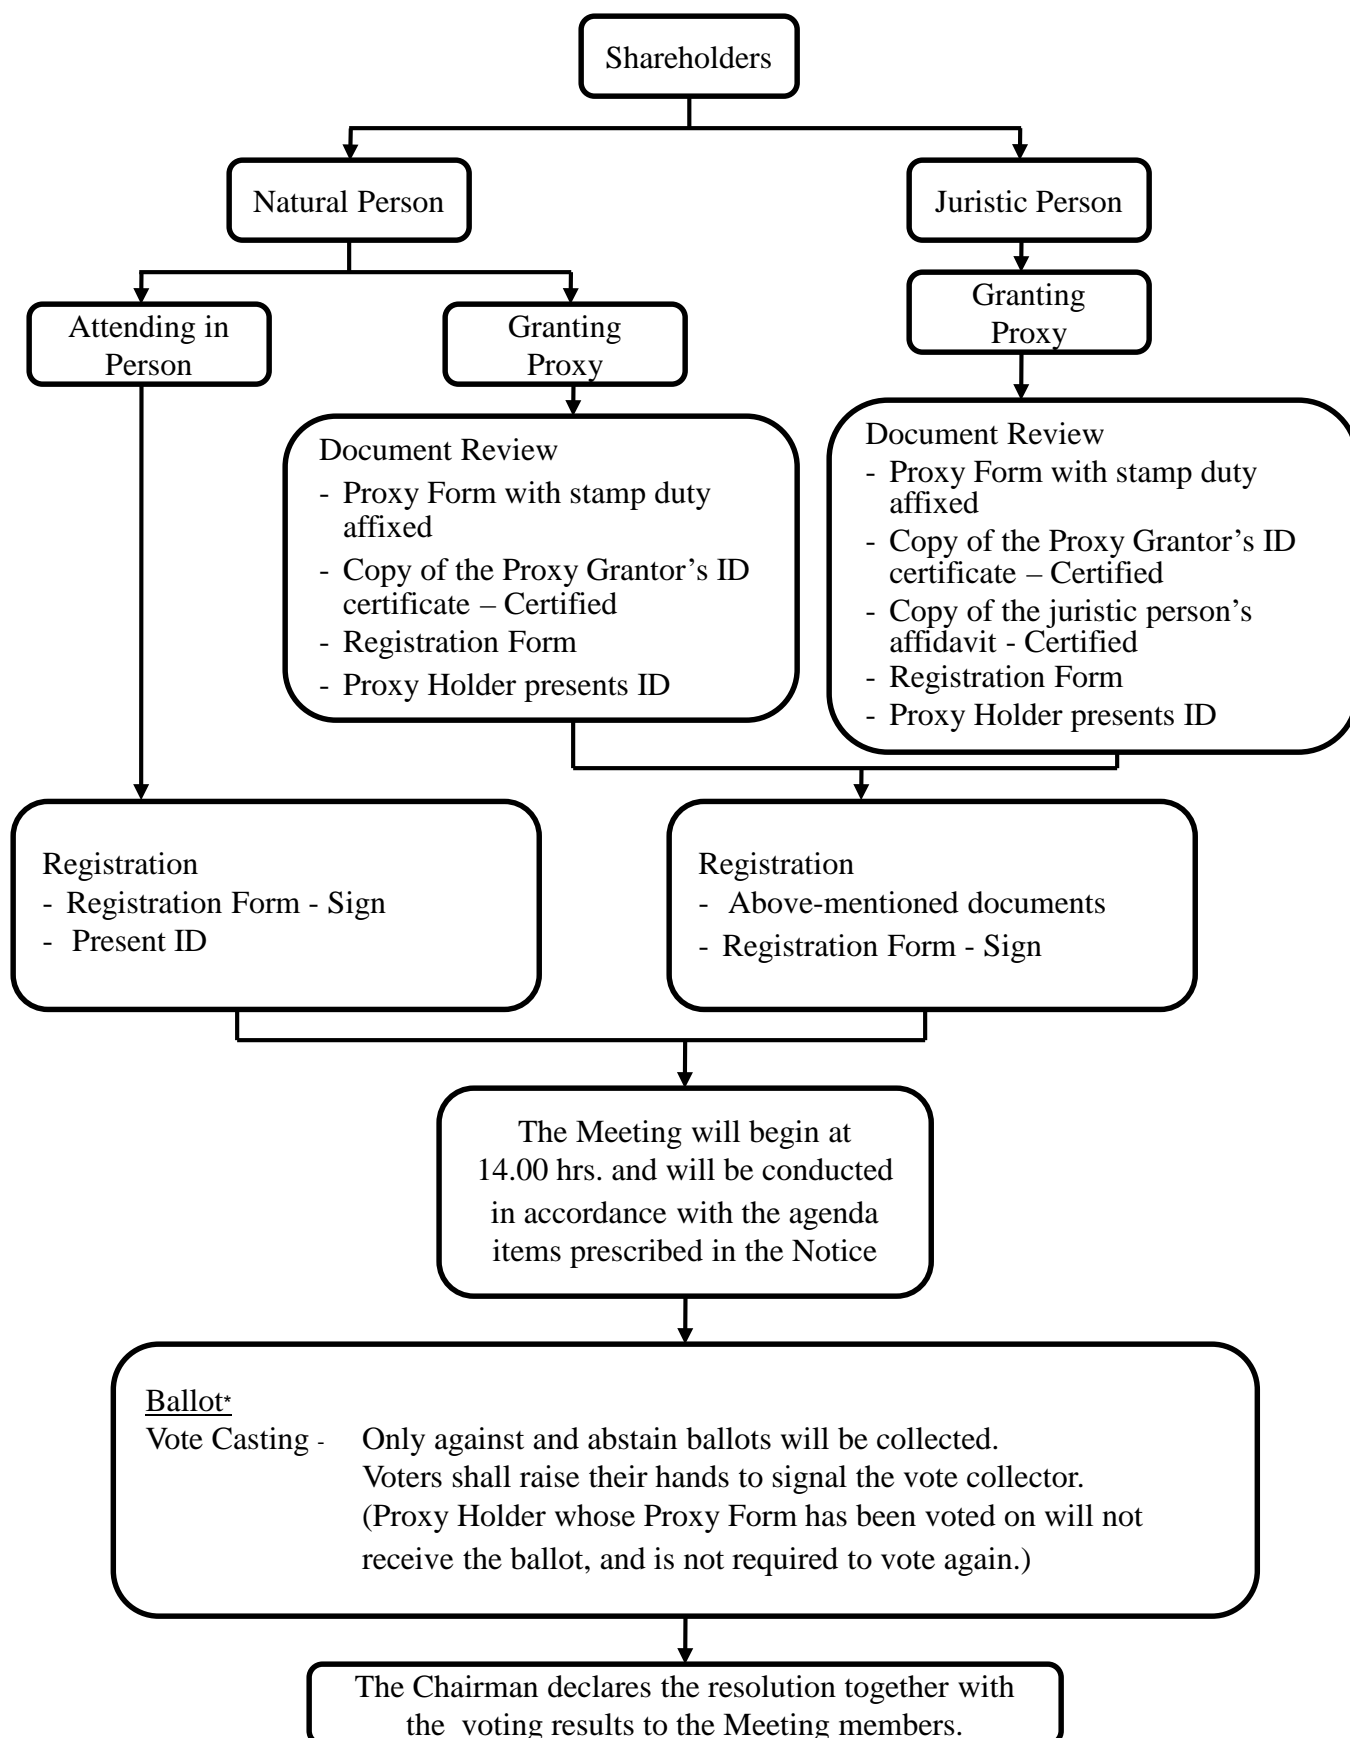 Shareholders
Natural Person
Juristic Person
Attending in
Person
Granting
Proxy
Granting
Proxy
Document Review
- Proxy Form with stamp duty
affixed
- Copy of the Proxy Grantor’s ID
certificate – Certified
- Registration Form
- Proxy Holder presents ID
Document Review
- Proxy Form with stamp duty
affixed
- Copy of the Proxy Grantor’s ID
certificate – Certified
- Copy of the juristic person’s
affidavit - Certified
- Registration Form
- Proxy Holder presents ID
Registration
- Registration Form - Sign
- Present ID
Registration
- Above-mentioned documents
- Registration Form - Sign
The Meeting will begin at
14.00 hrs. and will be conducted
in accordance with the agenda
items prescribed in the Notice
Ballot*
Vote Casting - Only against and abstain ballots will be collected.
Voters shall raise their hands to signal the vote collector.
(Proxy Holder whose Proxy Form has been voted on will not
receive the ballot, and is not required to vote again.)
The Chairman declares the resolution together with
the voting results to the Meeting members.